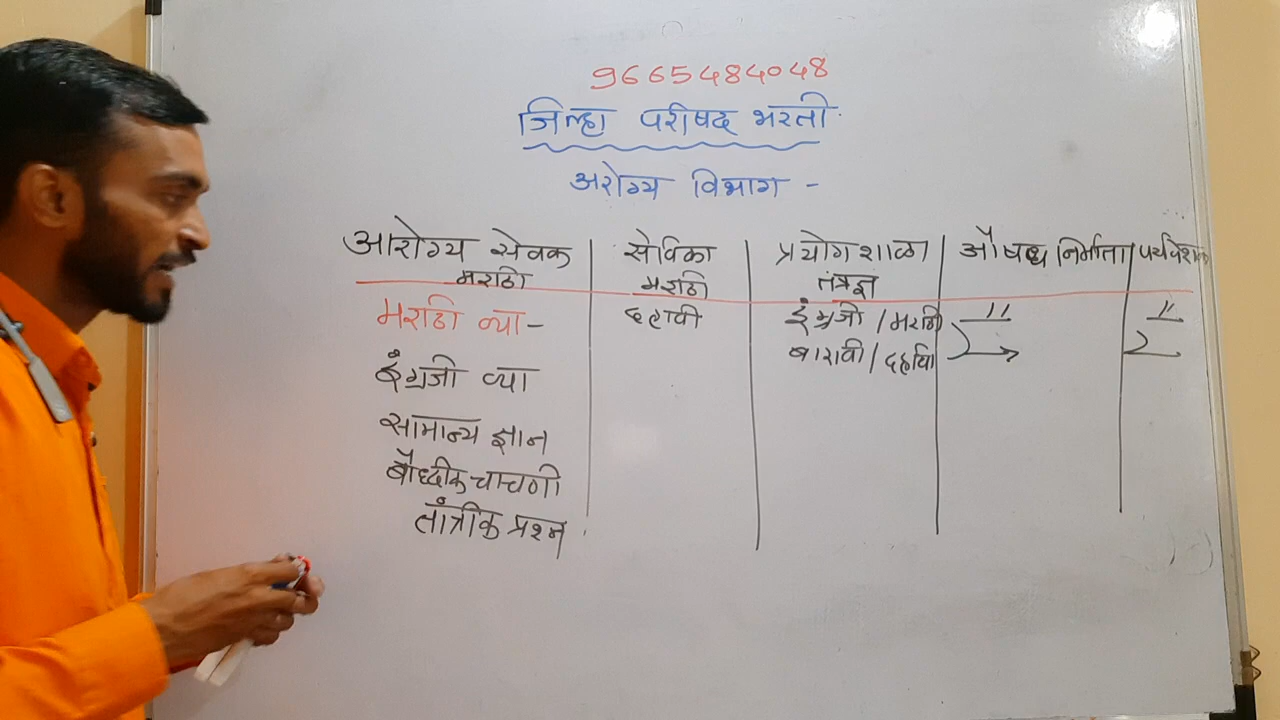 9665484048
जिल्हा परीषद भरती
अरोग्य विभाग -
आरोग्य सेवक | सेविका | प्रयोगशाळा | औषध निर्माता | पर्यवेक्षक
मराठी मराठी तंत्रज्ञ
मराठी व्या- दहावी इंग्रजी / मराठी " "
बारावी / दहावी
इंग्रजी व्या
सामान्य ज्ञान
बौध्दीक चाचणी
तांत्रीक प्रश्न